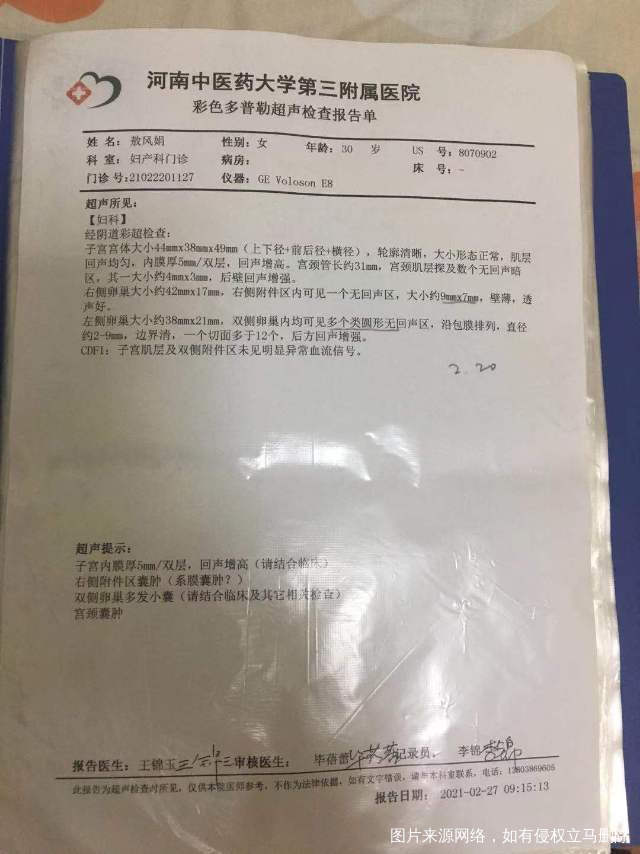 河南中医药大学第三附属医院
彩色多普勒超声检查报告单
姓 名：敖风娟 性别：女 年龄：30 岁 US 号：8070902
科 室：妇产科门诊 病房： 床 号：-
门诊号：21022201127 仪器：GE Voloson E8
超声所见：
【妇科】
经阴道彩超检查：
子宫宫体大小44mmx38mmx49mm（上下径+前后径+横径），轮廓清晰，大小形态正常，肌层
回声均匀，内膜厚5mm/双层，回声增高。宫颈管长约31mm，宫颈肌层探及数个无回声暗
区，其一大小约4mmx3mm，后壁回声增强。
右侧卵巢大小约42mmx17mm，右侧附件区内可见一个无回声区，大小约9mmx7mm，壁薄，透
声好。
左侧卵巢大小约38mmx21mm，双侧卵巢内均可见多个类圆形无回声区，沿包膜排列，直径
约2-9mm，边界清，一个切面多于12个，后方回声增强。
CDFI：子宫肌层及双侧附件区未见明显异常血流信号。
2.20
超声提示：
子宫内膜厚5mm/双层，回声增高（请结合临床）
右侧附件区囊肿（系膜囊肿？）
双侧卵巢多发小囊（请结合临床及其它相关检查）
宫颈囊肿
报告医生：王锦玉 审核医生： 毕蓓蕾 记录员： 李锦
此报告为超声检查时所见，仅供本院医师参考，不作为法律依据，如有文字错误，请与本科室联系，电话：13803869606
报告日期： 2021-02-27 09:15:13
图片来源网络，如有侵权立马删除